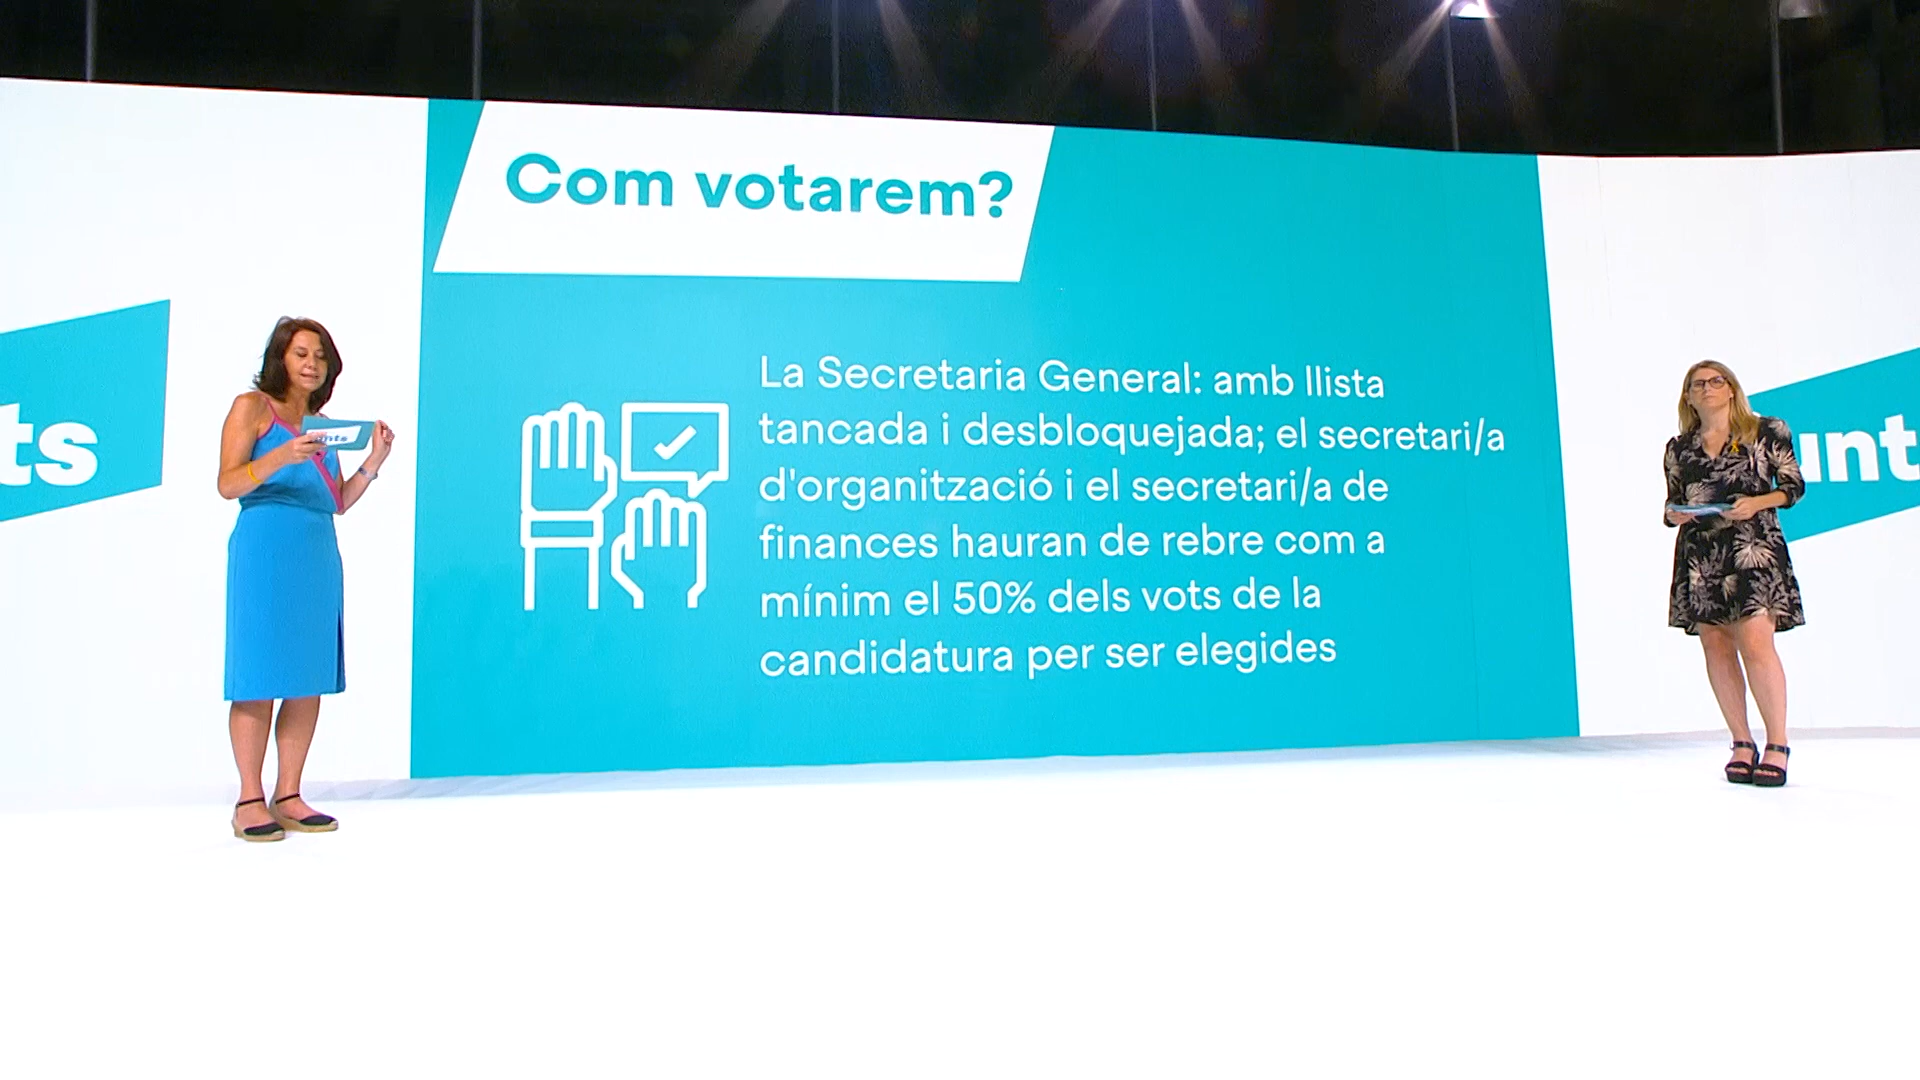 Com votarem?
La Secretaria General: amb llista
tancada i desbloquejada; el secretari/a
d'organització i el secretari/a de
finances hauran de rebre com a
mínim el 50% dels vots de la
candidatura per ser elegides
ts
unts
unt